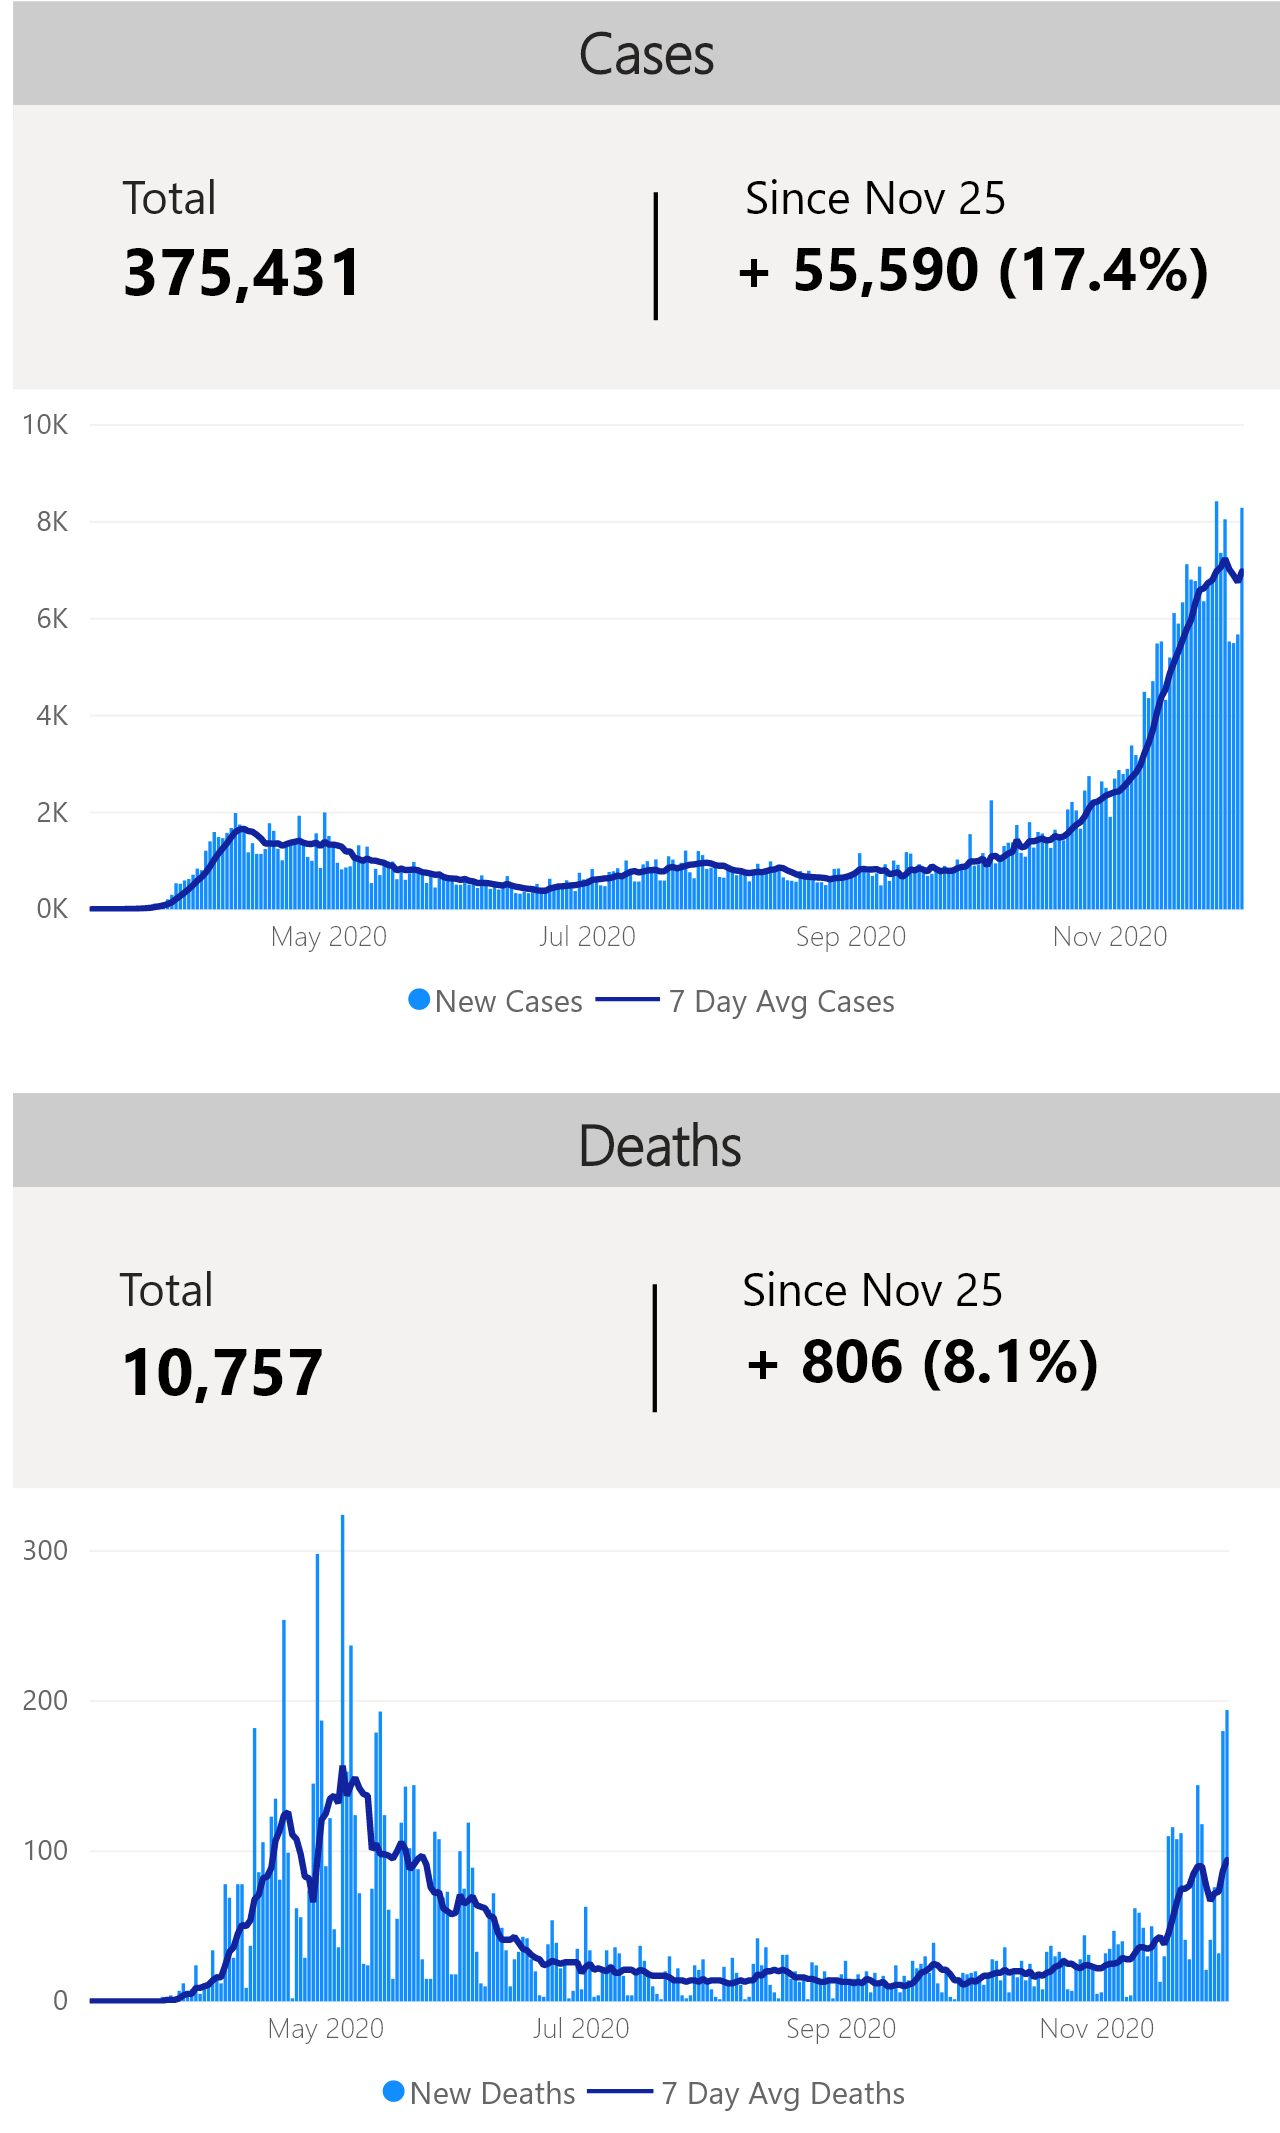 Cases
Total
Since Nov 25
375,431
+ 55,590 (17.4%)
10K
8K
6K
4K
2K
0K
May 2020
Jul 2020
Sep 2020
Nov 2020
New Cases
7 Day Avg Cases
Deaths
Total
Since Nov 25
10,757
+ 806 (8.1%)
300
200
100
0
May 2020
Jul 2020
Sep 2020
Nov 2020
New Deaths
7 Day Avg Deaths